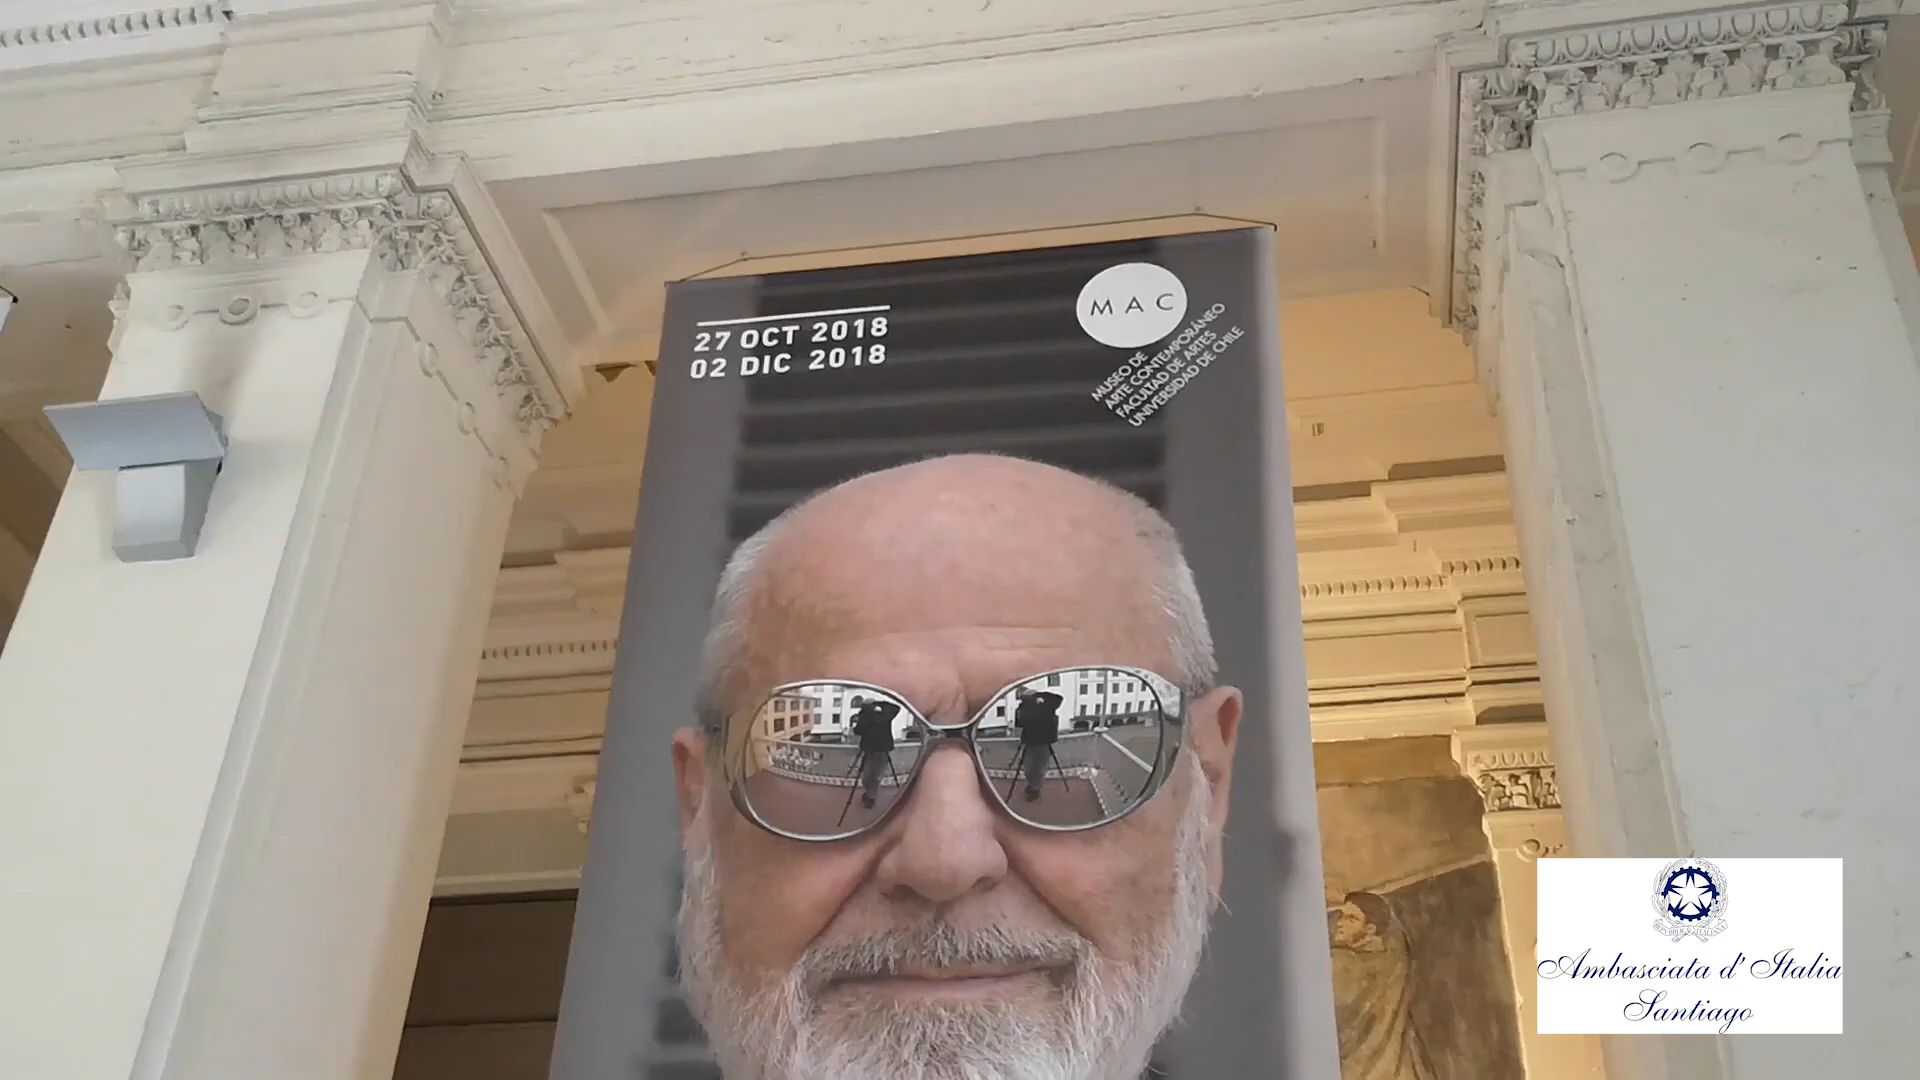 27 OCT 2018
02 DIC 2018
MAC
MUSEO DE
ARTE CONTEMPORÁNEO
FACULTAD DE ARTES
UNIVERSIDAD DE CHILE
Ambasciata d'Italia
Santiago